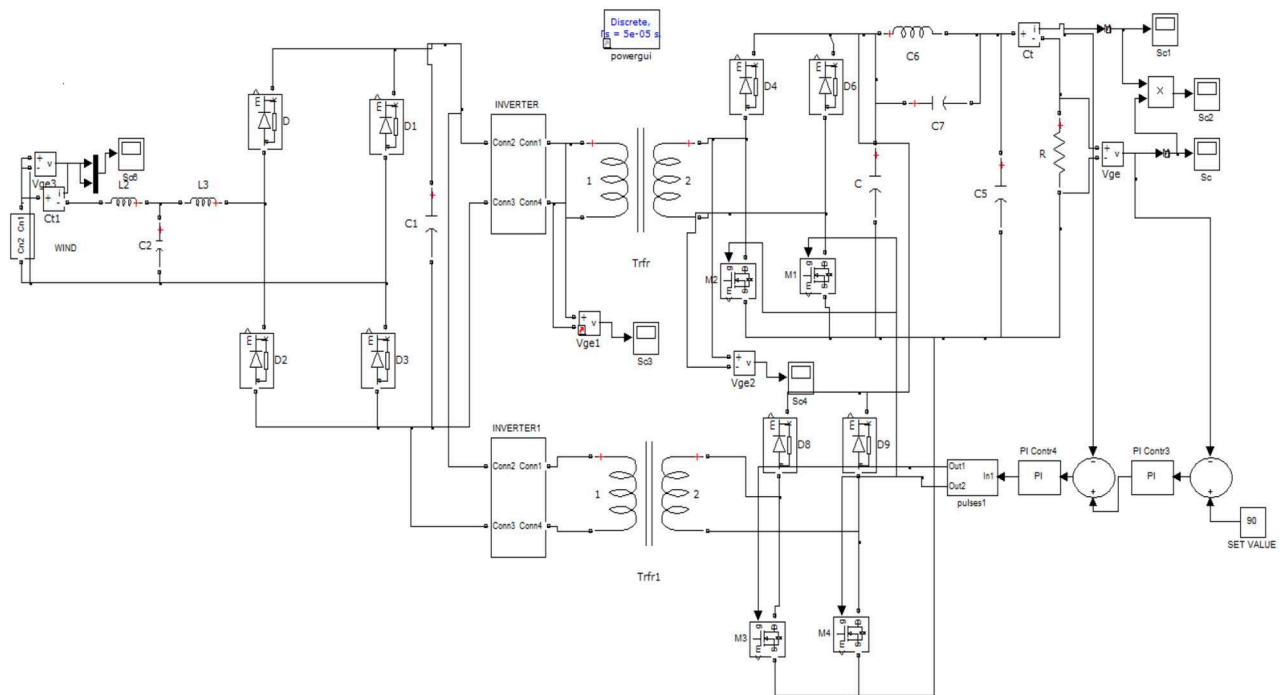 Discrete,
Ts = 5e-05 s.
powergui
C6
Ct
Sc1
D4
D6
INVERTER
C7
X
Sc2
D
D1
Conn2 Conn1
Conn3 Conn4
1
2
Trfr
C
C5
R
Vge
Sc
Vge3
Sc6
Ct1
L2
L3
C2
C1
Cn1
Cn2
WIND
M2
M1
Vge1
Sc3
Vge2
Sc4
D2
D3
INVERTER1
Conn2 Conn1
Conn3 Conn4
1
2
Trfr1
D8
D9
Out1
Out2
In1
pulses1
PI Contr4
PI
PI Contr3
PI
90
SET VALUE
M3
M4